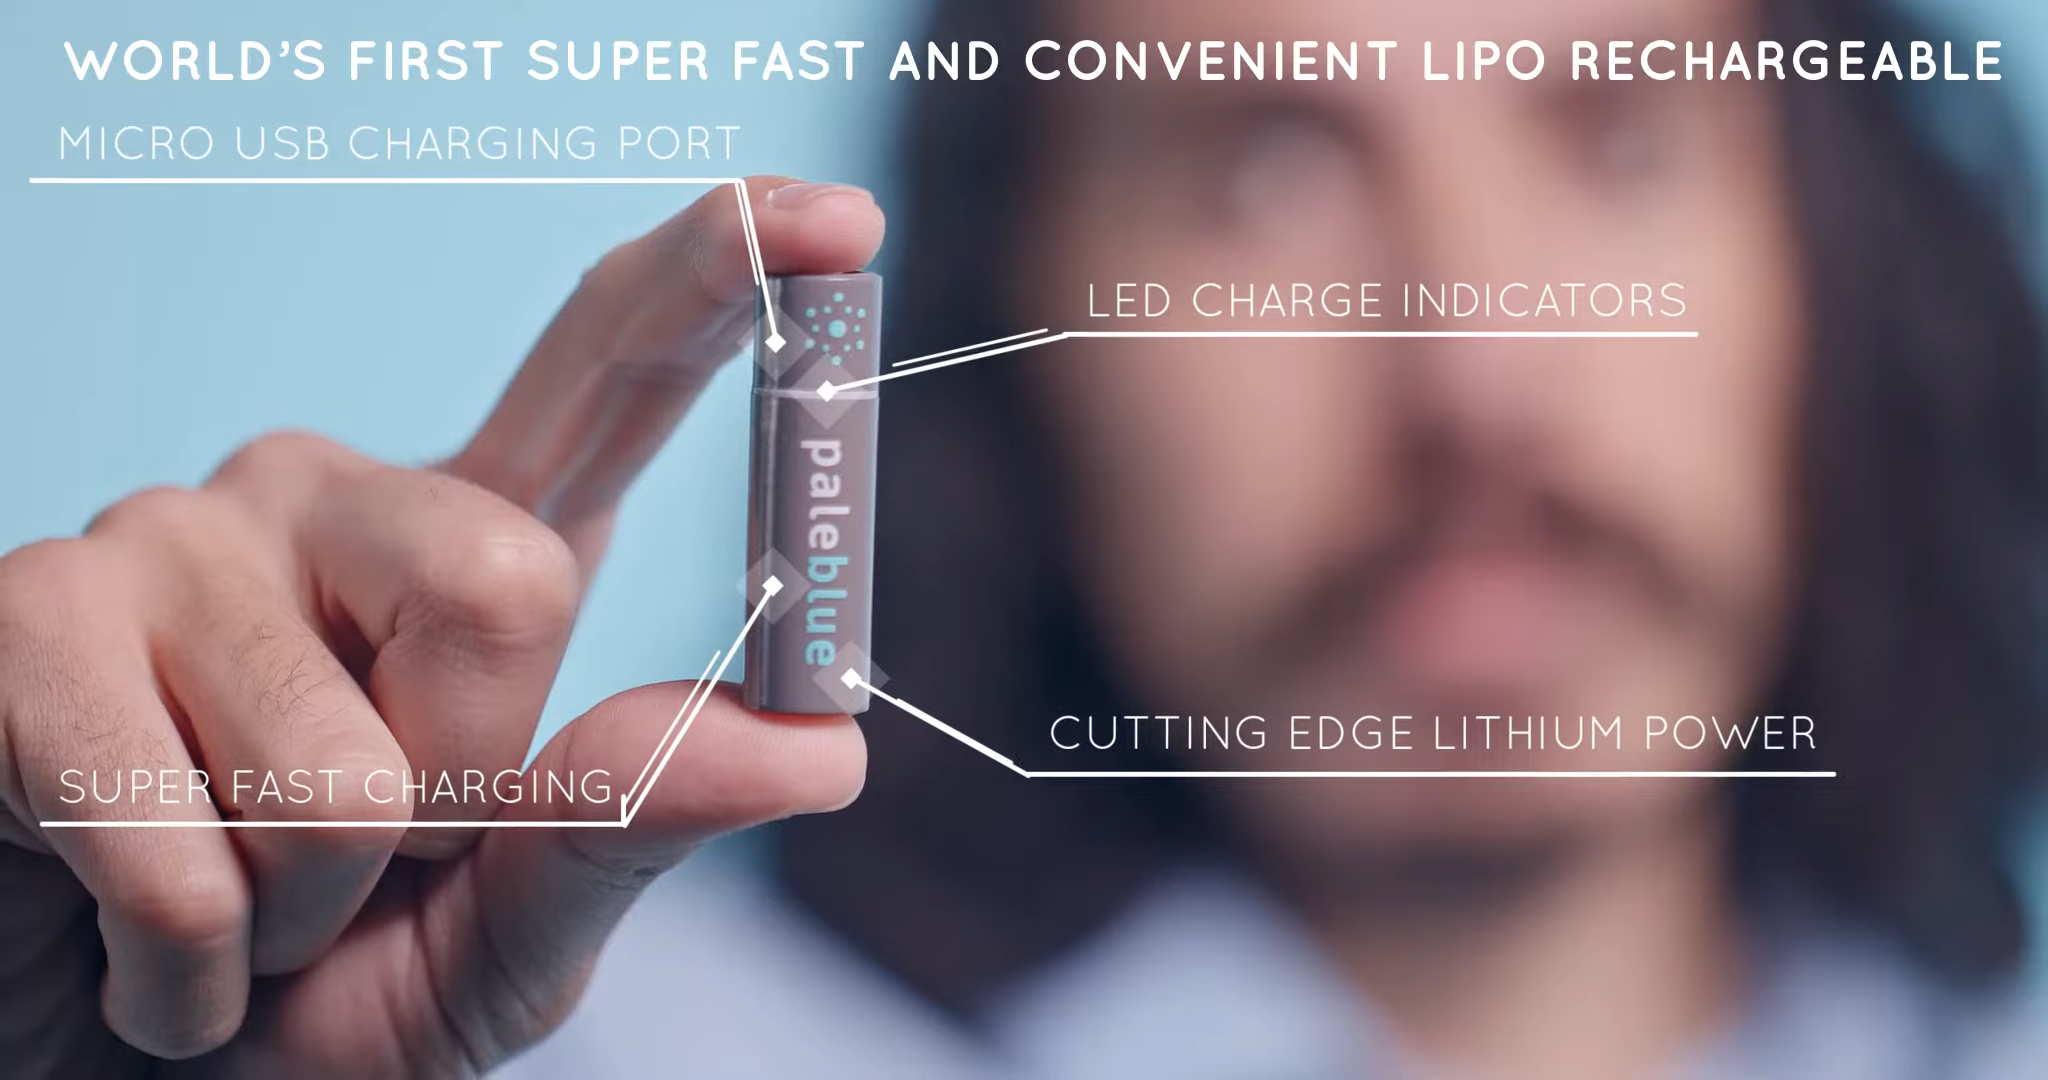 WORLD'S FIRST SUPER FAST AND CONVENIENT LIPO RECHARGEABLE
MICRO USB CHARGING PORT
LED CHARGE INDICATORS
paleblue
CUTTING EDGE LITHIUM POWER
SUPER FAST CHARGING